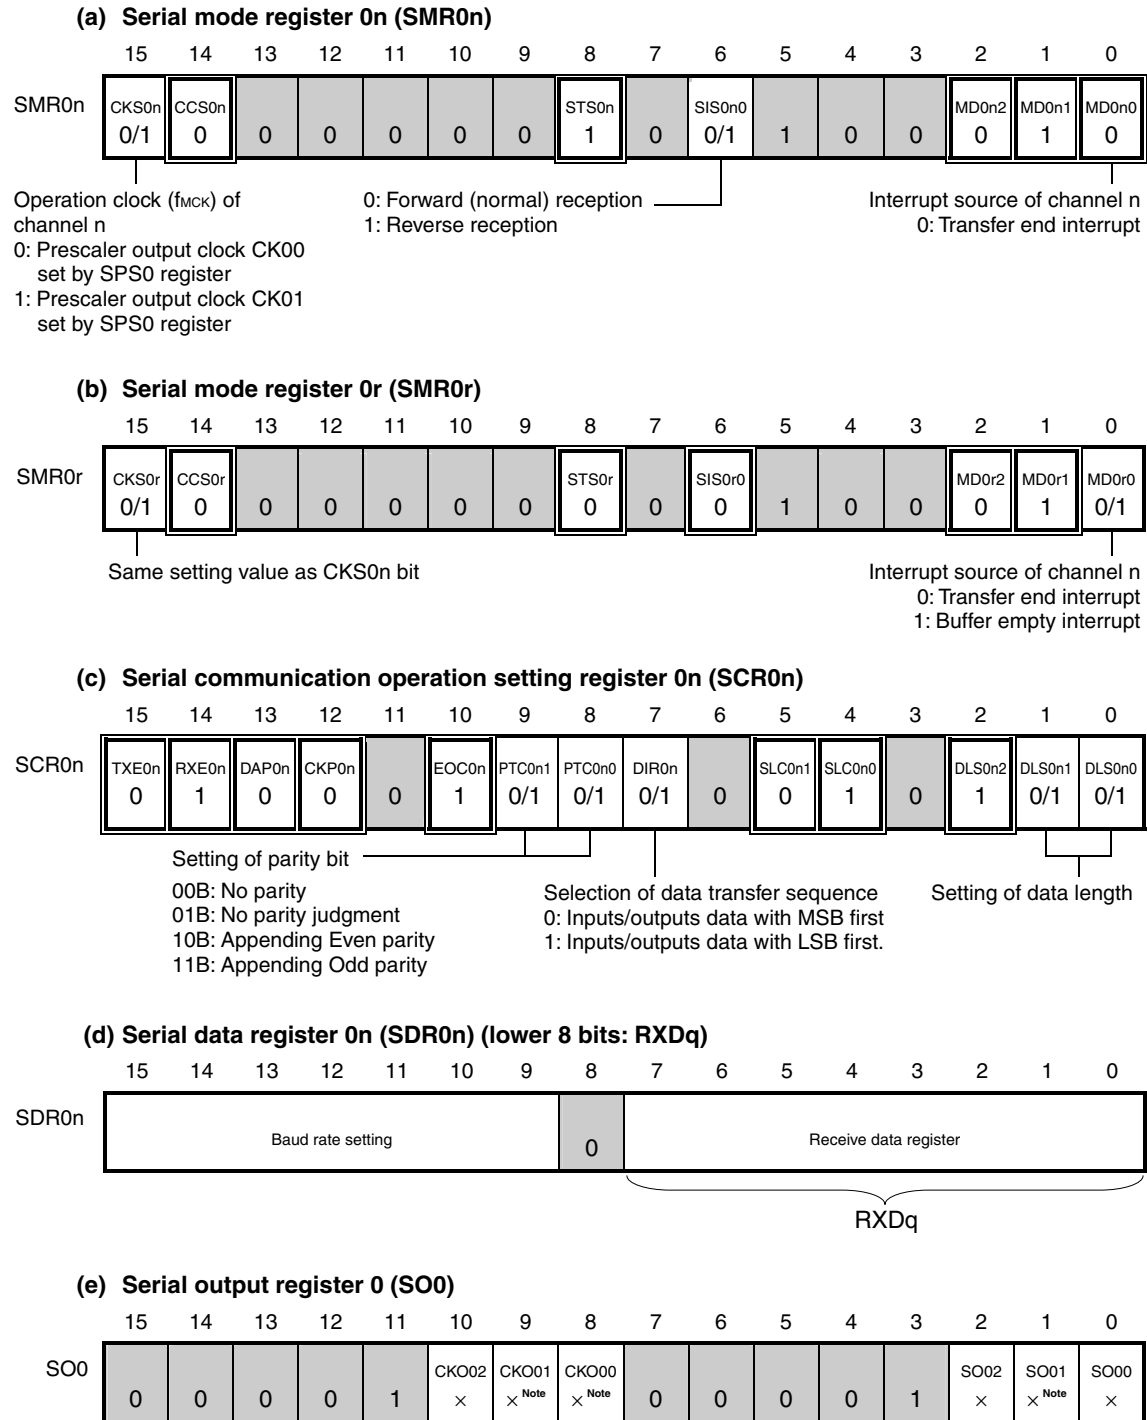 (a) Serial mode register 0n (SMR0n)
15 14 13 12 11 10 9 8 7 6 5 4 3 2 1 0
SMR0n
CKS0n CCS0n STS0n SIS0n0 MD0n2 MD0n1 MD0n0
0/1 0 0 0 0 0 0 1 0 0/1 1 0 0 0 1 0
Operation clock (fMCK) of
channel n
0: Prescaler output clock CK00
set by SPS0 register
1: Prescaler output clock CK01
set by SPS0 register
0: Forward (normal) reception
1: Reverse reception
Interrupt source of channel n
0: Transfer end interrupt
(b) Serial mode register 0r (SMR0r)
15 14 13 12 11 10 9 8 7 6 5 4 3 2 1 0
SMR0r
CKS0r CCS0r STS0r SIS0r0 MD0r2 MD0r1 MD0r0
0/1 0 0 0 0 0 0 0 0 0 1 0 0 0 1 0/1
Same setting value as CKS0n bit
Interrupt source of channel n
0: Transfer end interrupt
1: Buffer empty interrupt
(c) Serial communication operation setting register 0n (SCR0n)
15 14 13 12 11 10 9 8 7 6 5 4 3 2 1 0
SCR0n
TXE0n RXE0n DAP0n CKP0n EOC0n PTC0n1 PTC0n0 DIR0n SLC0n1 SLC0n0 DLS0n2 DLS0n1 DLS0n0
0 1 0 0 0 1 0/1 0/1 0/1 0 0 1 0 1 0/1 0/1
Setting of parity bit
00B: No parity
01B: No parity judgment
10B: Appending Even parity
11B: Appending Odd parity
Selection of data transfer sequence
0: Inputs/outputs data with MSB first
1: Inputs/outputs data with LSB first.
Setting of data length
(d) Serial data register 0n (SDR0n) (lower 8 bits: RXDq)
15 14 13 12 11 10 9 8 7 6 5 4 3 2 1 0
SDR0n
Baud rate setting 0 Receive data register
RXDq
(e) Serial output register 0 (SO0)
15 14 13 12 11 10 9 8 7 6 5 4 3 2 1 0
SO0
CKO02 CKO01 CKO00 SO02 SO01 SO00
0 0 0 0 1 × ×Note ×Note 0 0 0 0 1 × ×Note ×